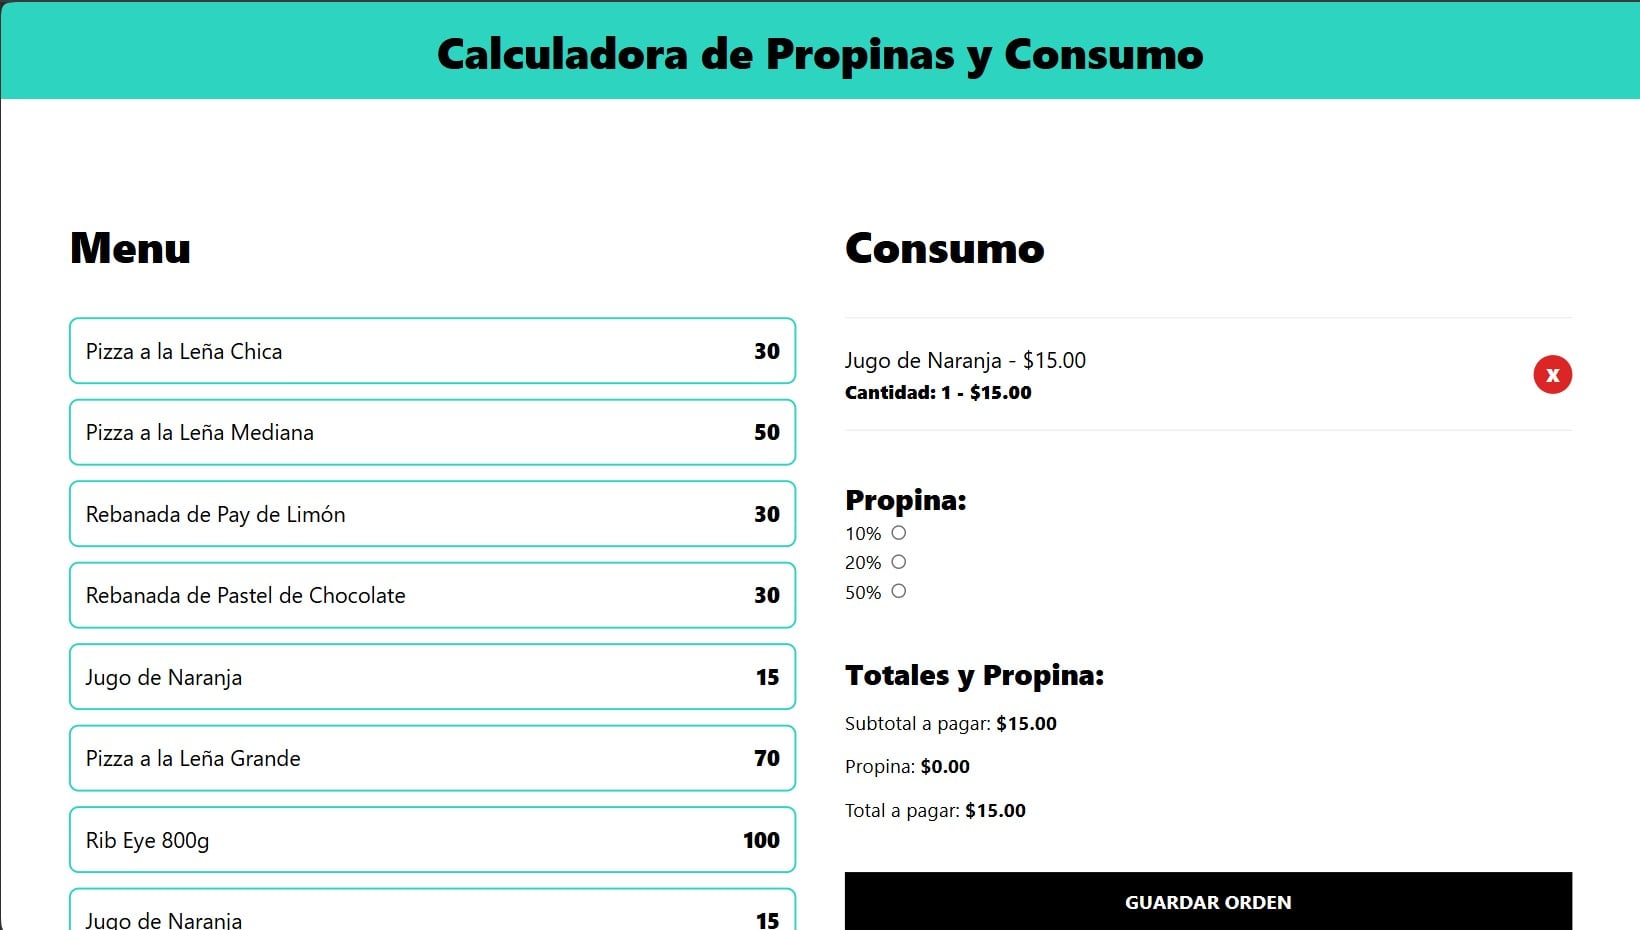 Calculadora de Propinas y Consumo
Menu
Pizza a la Leña Chica 30
Pizza a la Leña Mediana 50
Rebanada de Pay de Limón 30
Rebanada de Pastel de Chocolate 30
Jugo de Naranja 15
Pizza a la Leña Grande 70
Rib Eye 800g 100
Jugo de Naranja 15
Consumo
Jugo de Naranja - $15.00
Cantidad: 1 - $15.00
X
Propina:
10%
20%
50%
Totales y Propina:
Subtotal a pagar: $15.00
Propina: $0.00
Total a pagar: $15.00
GUARDAR ORDEN